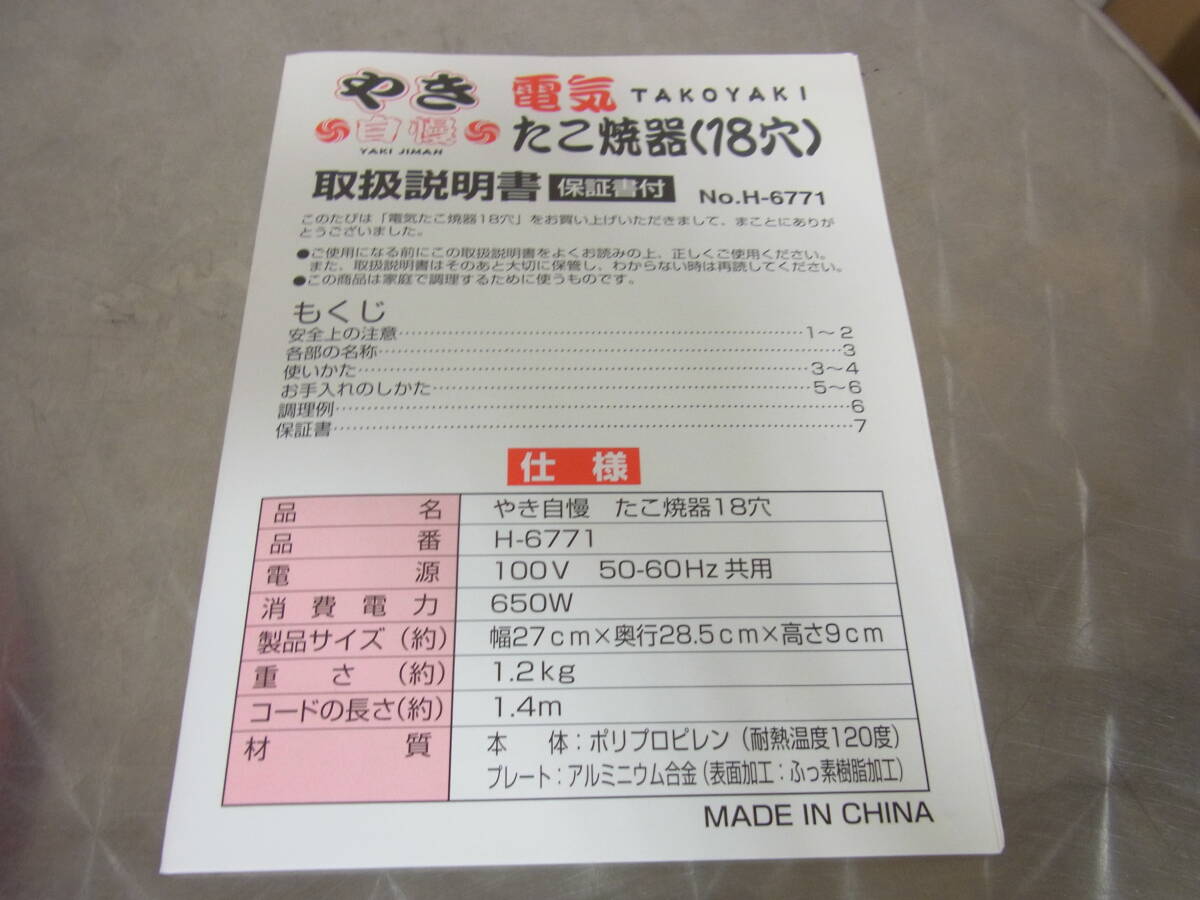 やき
自慢
YAKI JIMAN
電気 TAKOYAKI
たこ焼器(18穴)
取扱説明書 保証書付 No.H-6771
このたびは「電気たこ焼器18穴」をお買い上げいただきまして、まことにありが
とうございました。
●ご使用になる前にこの取扱説明書をよくお読みの上、正しくご使用ください。
また、取扱説明書はそのあと大切に保管し、わからない時は再読してください。
●この商品は家庭で調理するために使うものです。
もくじ
安全上の注意…………1～2
各部の名称…………3
使いかた…………3～4
お手入れのしかた…………5～6
調理例…………6
保証書…………7
仕様
品名 やき自慢 たこ焼器18穴
品番 H-6771
電源 100V 50-60Hz共用
消費電力 650W
製品サイズ(約) 幅27cm×奥行28.5cm×高さ9cm
重さ(約) 1.2kg
コードの長さ(約) 1.4m
材質 本体:ポリプロピレン(耐熱温度120度)
プレート:アルミニウム合金(表面加工:ふっ素樹脂加工)
MADE IN CHINA